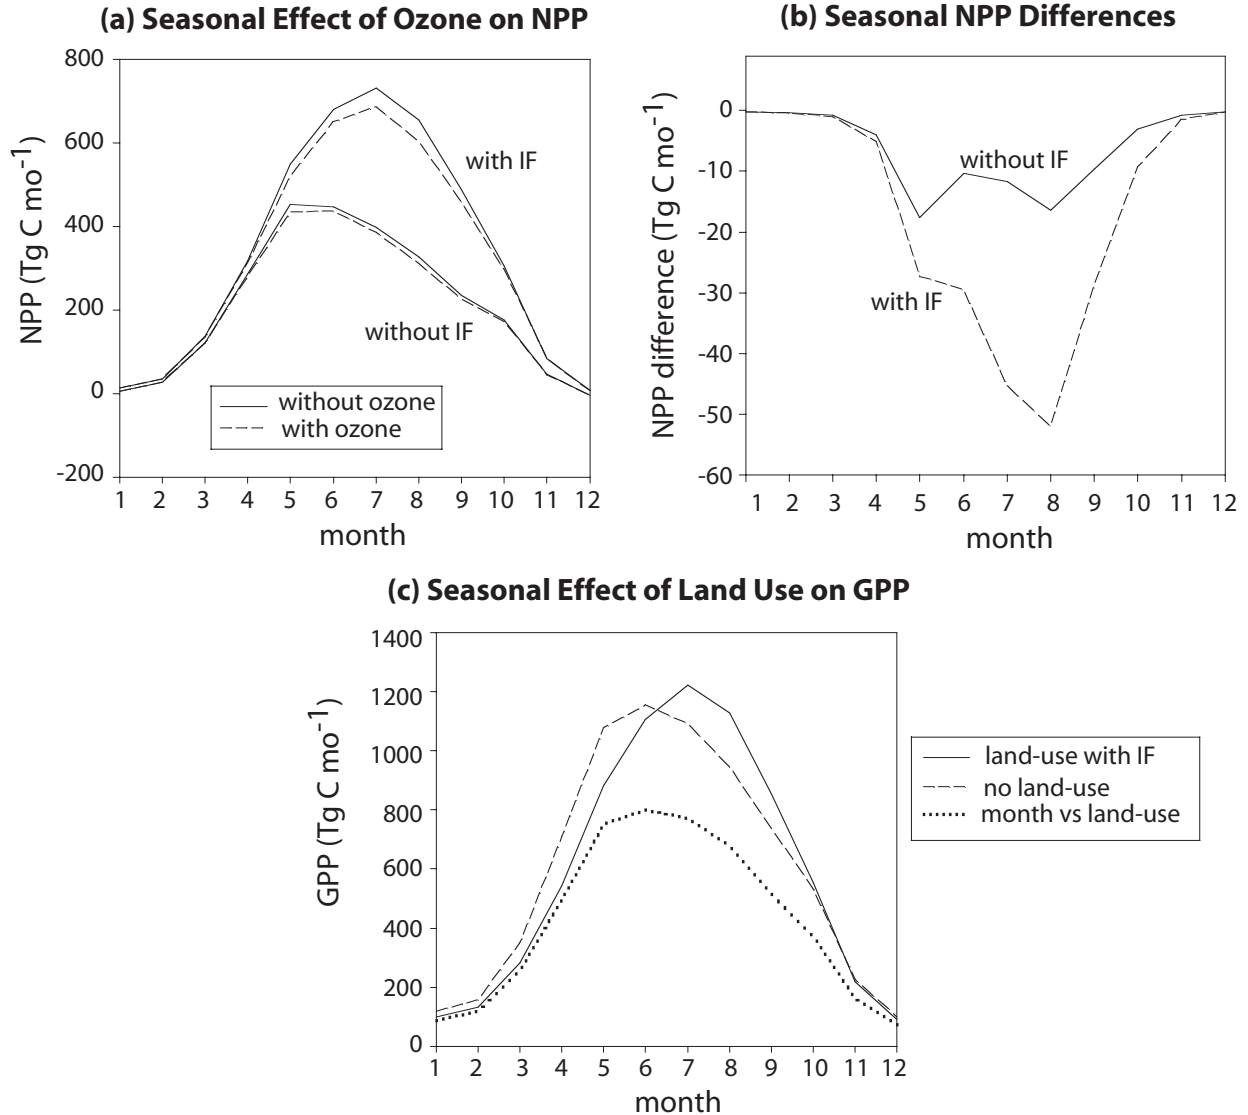 (a) Seasonal Effect of Ozone on NPP
800
600
400
200
0
-200
NPP (Tg C mo-1)
with IF
without IF
without ozone
with ozone
1 2 3 4 5 6 7 8 9 10 11 12
month
(b) Seasonal NPP Differences
0
-10
-20
-30
-40
-50
-60
NPP difference (Tg C mo-1)
without IF
with IF
1 2 3 4 5 6 7 8 9 10 11 12
month
(c) Seasonal Effect of Land Use on GPP
1400
1200
1000
800
600
400
200
0
GPP (Tg C mo-1)
1 2 3 4 5 6 7 8 9 10 11 12
month
land-use with IF
no land-use
month vs land-use